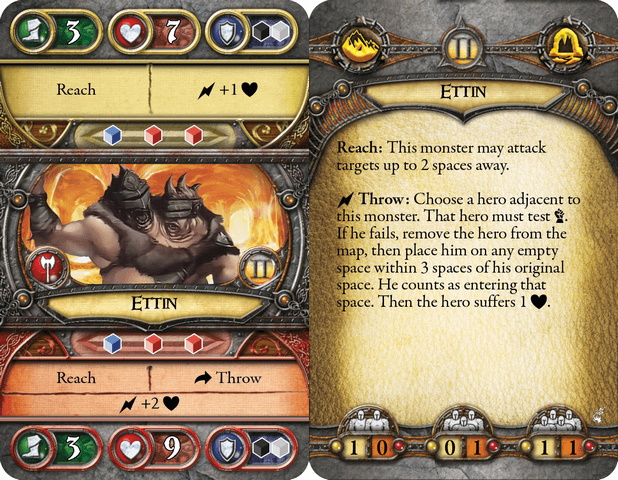 3 7
Reach +1
II
ETTIN
Reach Throw
+2
3 9
II
ETTIN
Reach: This monster may attack
targets up to 2 spaces away.
Throw: Choose a hero adjacent to
this monster. That hero must test
If he fails, remove the hero from the
map, then place him on any empty
space within 3 spaces of his original
space. He counts as entering that
space. Then the hero suffers 1 .
1 0 0 1 1 1